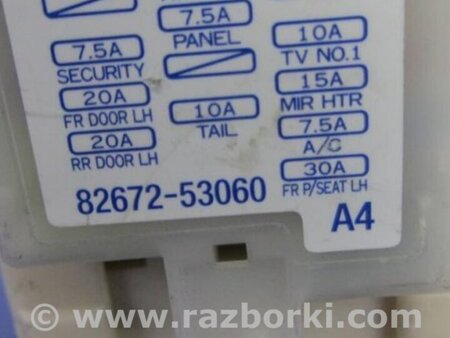 7.5A
PANEL
10A
TV NO.1
7.5A
SECURITY
15A
MIR HTR
20A
FR DOOR LH
10A
TAIL
7.5A
A/C
20A
RR DOOR LH
30A
FR P/SEAT LH
82672-53060
A4
© www.razborki.com